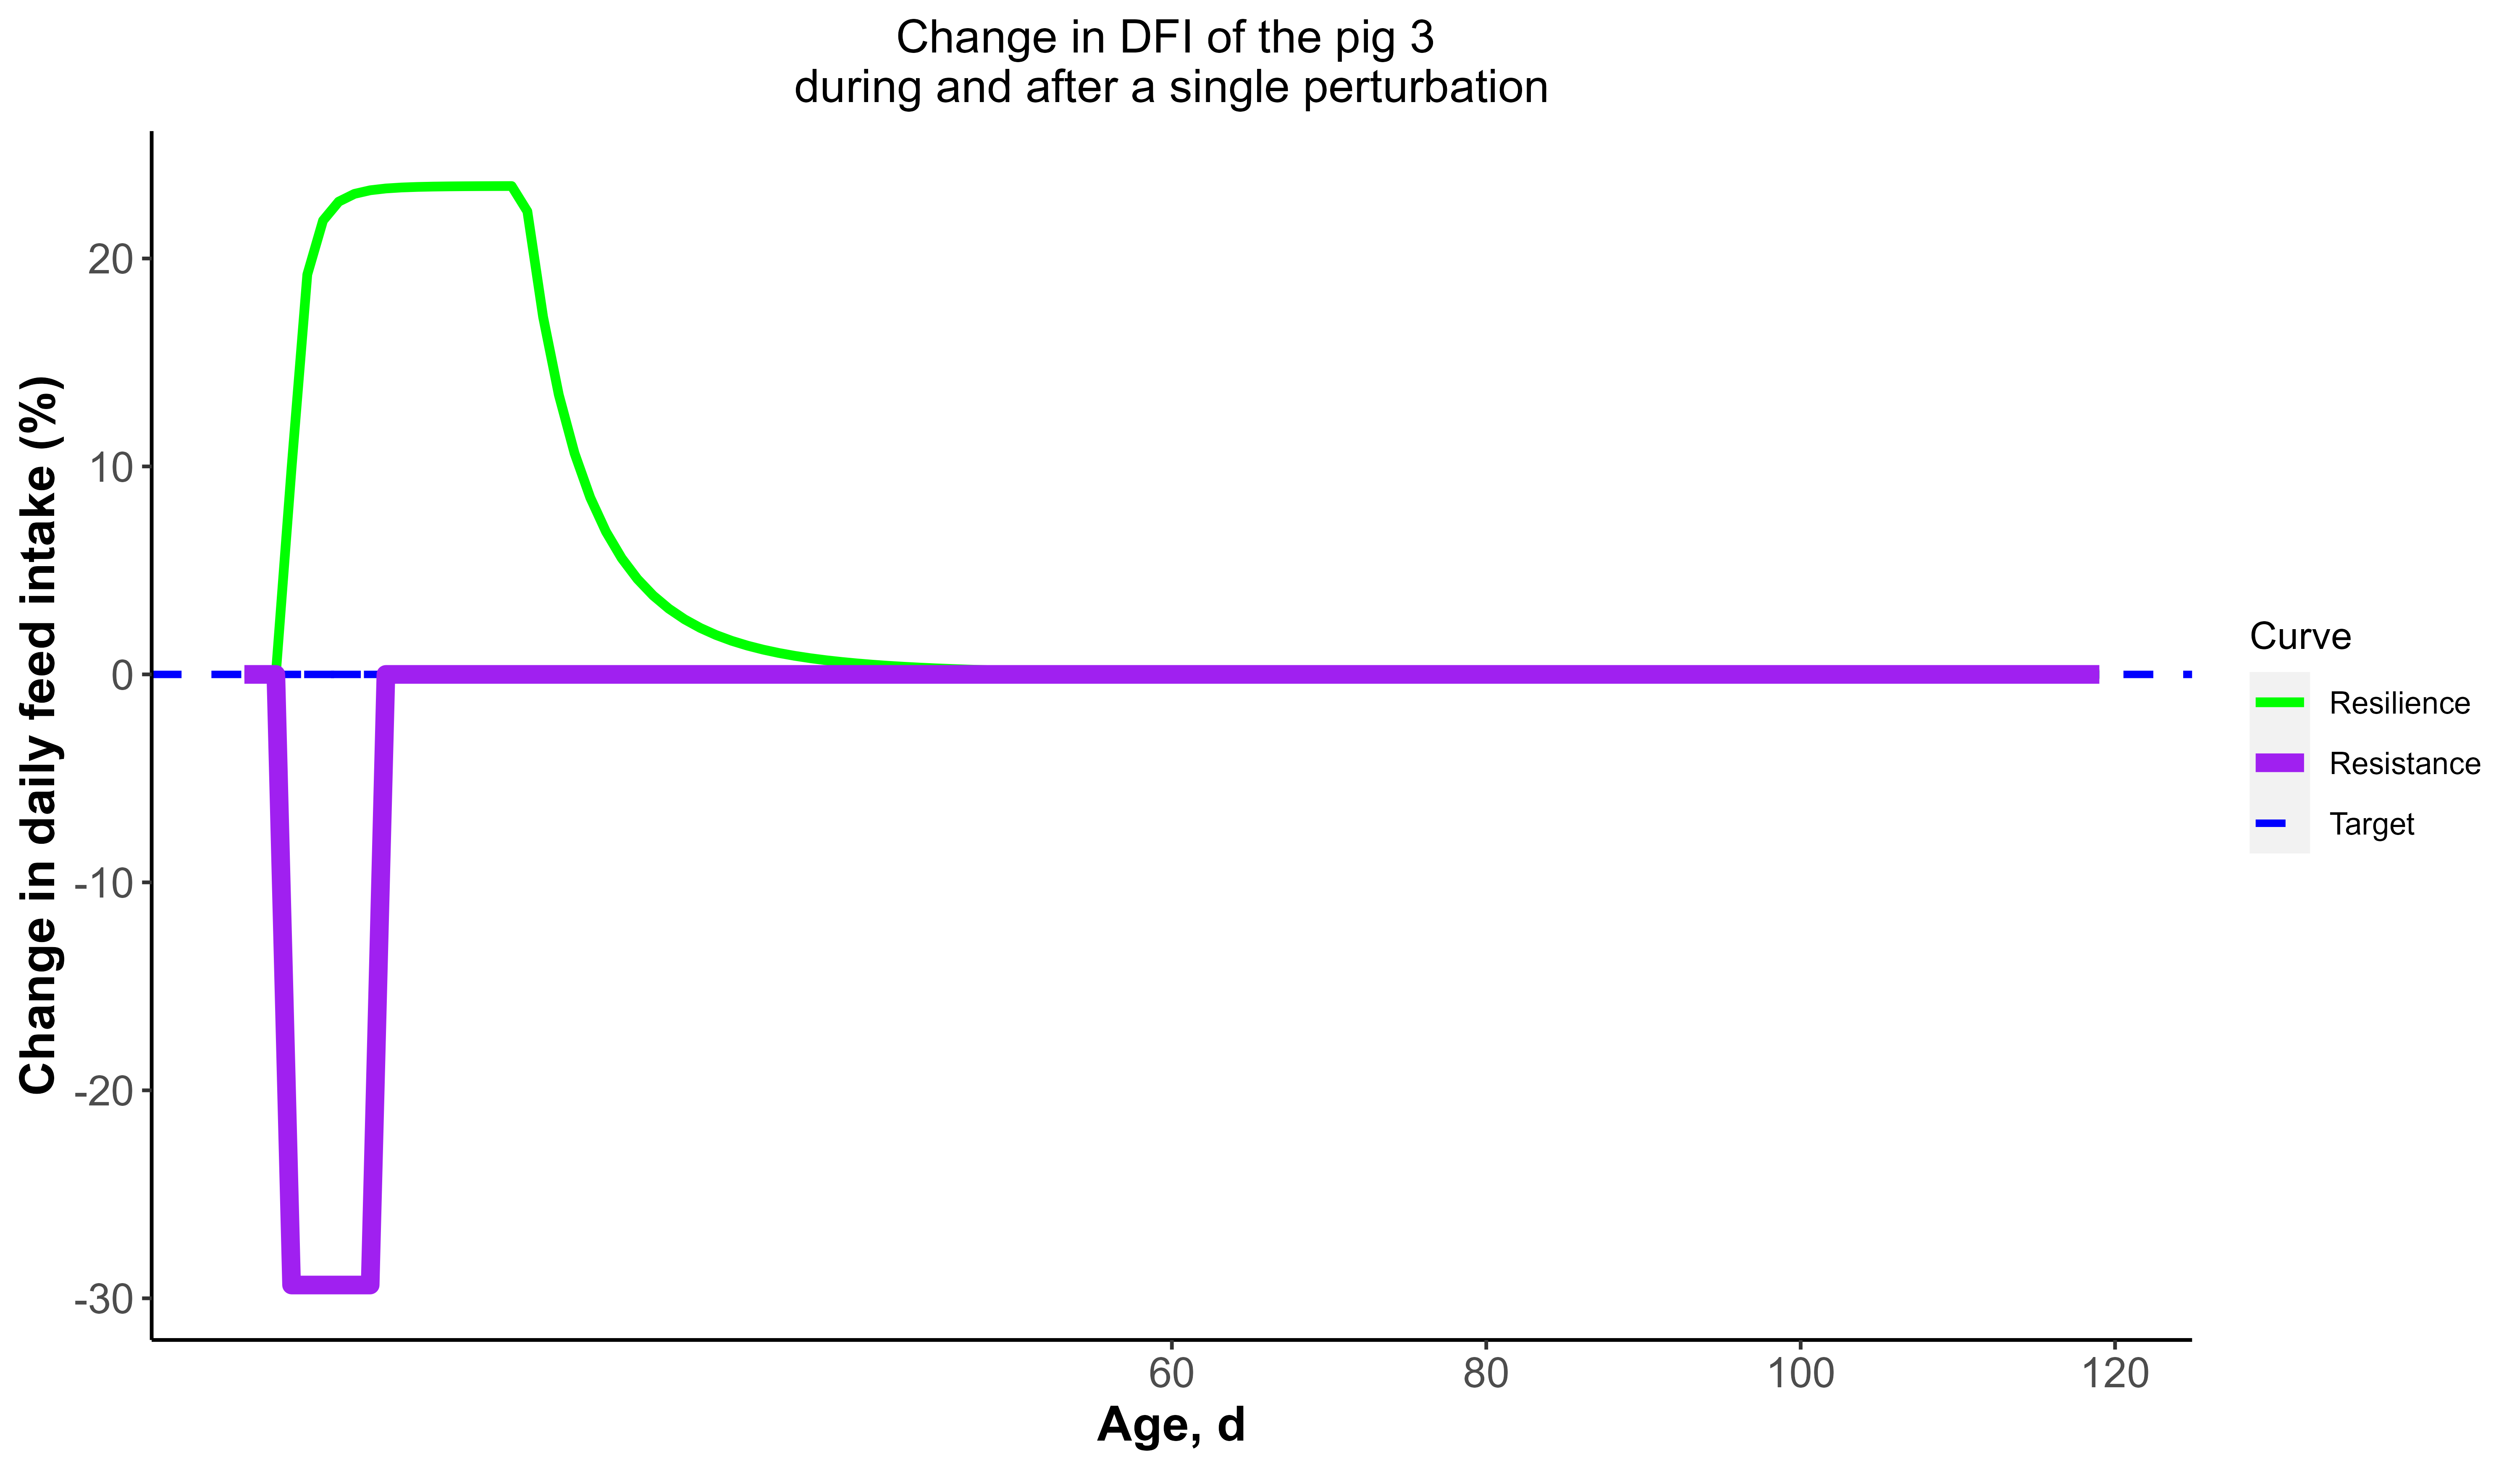 Change in DFI of the pig 3
during and after a single perturbation
Change in daily feed intake (%)
20
10
0
-10
-20
-30
60
80
100
120
Age, d
Curve
Resilience
Resistance
Target